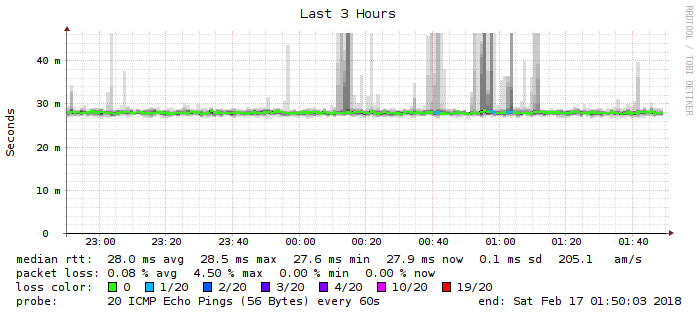 Last 3 Hours
RRDTOOL / TOBI OETIKER
Seconds
40 m
30 m
20 m
10 m
0
23:00 23:20 23:40 00:00 00:20 00:40 01:00 01:20 01:40
median rtt: 28.0 ms avg 28.5 ms max 27.6 ms min 27.9 ms now 0.1 ms sd 205.1 am/s
packet loss: 0.08 % avg 4.50 % max 0.00 % min 0.00 % now
loss color: 0 1/20 2/20 3/20 4/20 10/20 19/20
probe: 20 ICMP Echo Pings (56 Bytes) every 60s end: Sat Feb 17 01:50:03 2018